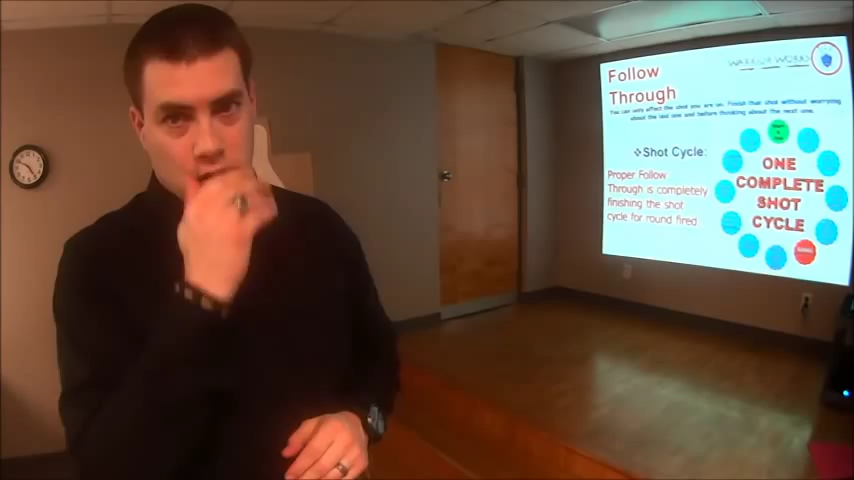 WARRIOR WORKS
Follow
Through
You can only affect the shot you are on. Finish that shot without worrying
about the last one and before thinking about the next one.
❖Shot Cycle:
Proper Follow
Through is completely
finishing the shot
cycle for round fired
ONE
COMPLETE
SHOT
CYCLE